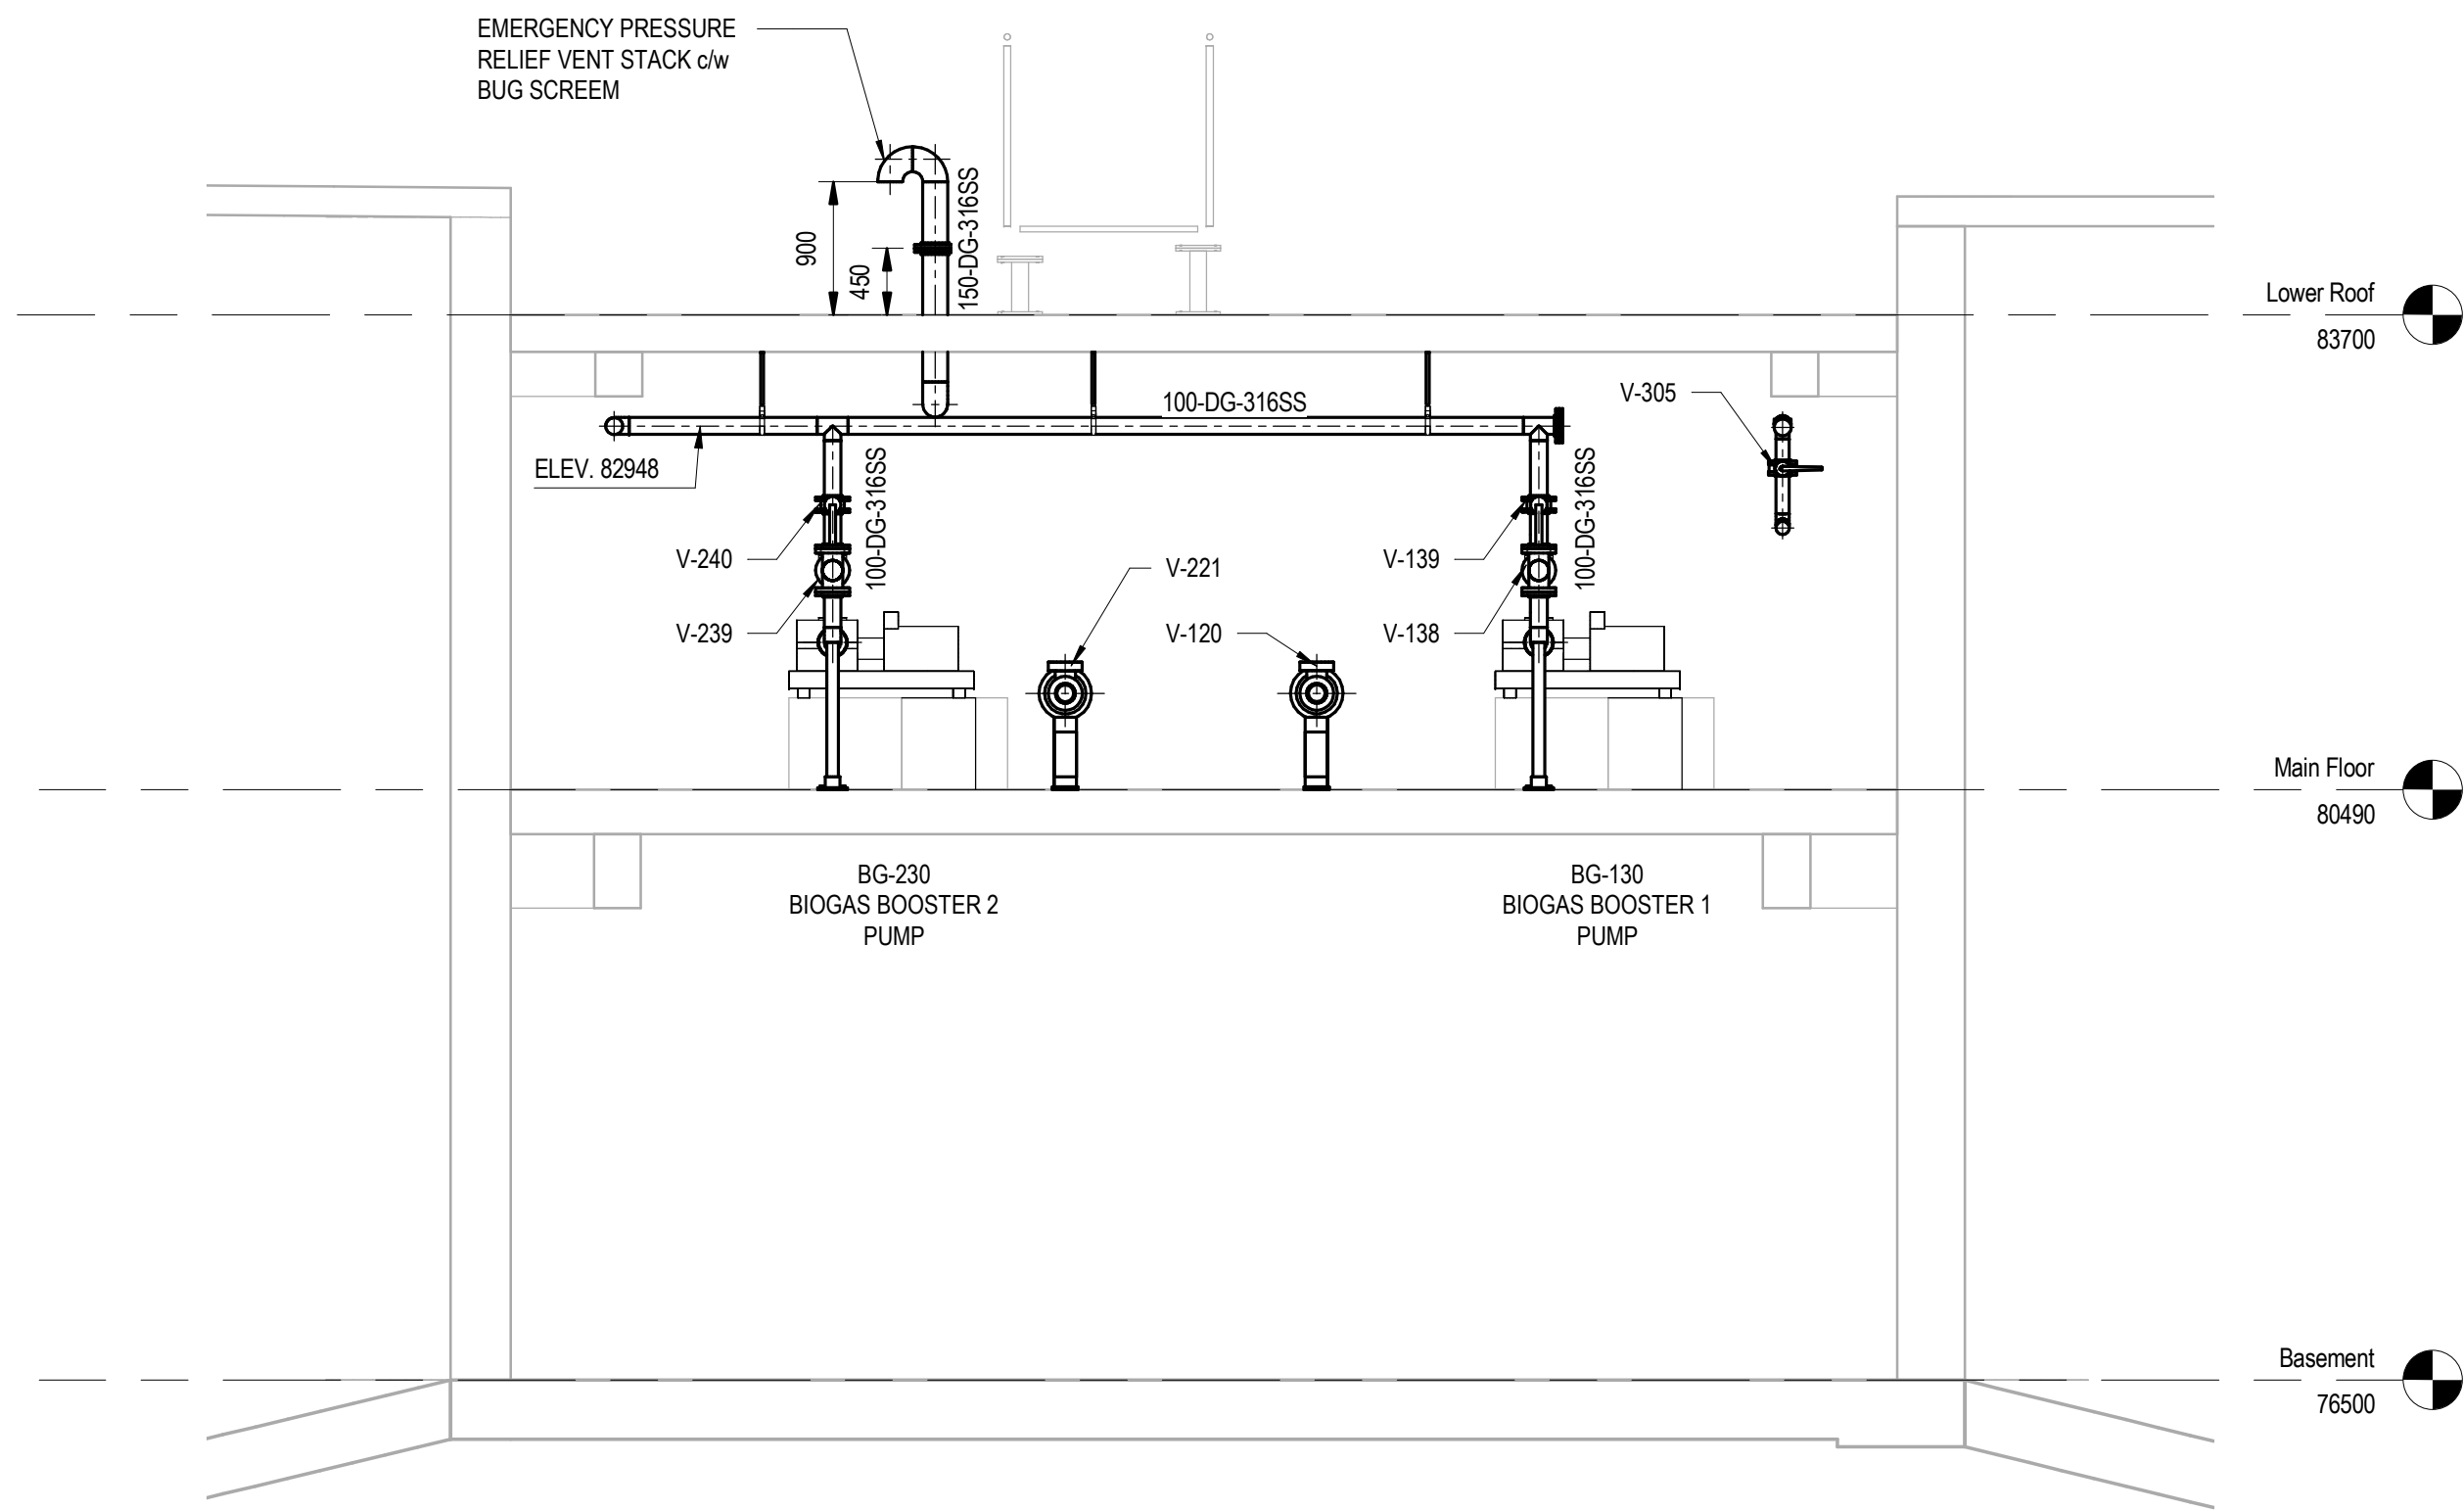 EMERGENCY PRESSURE
RELIEF VENT STACK c/w
BUG SCREEM
900
450
150-DG-316SS
Lower Roof
83700
100-DG-316SS
V-305
ELEV. 82948
100-DG-316SS
100-DG-316SS
V-240
V-221
V-139
V-239
V-120
V-138
Main Floor
80490
BG-230
BIOGAS BOOSTER 2
PUMP
BG-130
BIOGAS BOOSTER 1
PUMP
Basement
76500